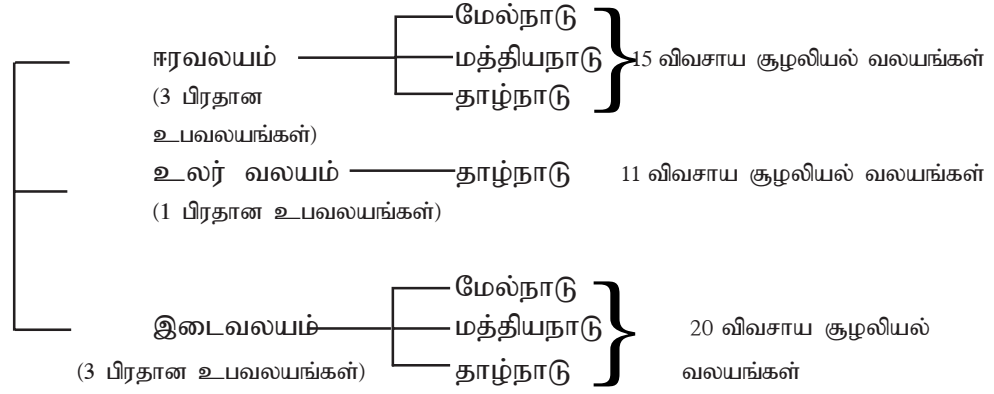 மேல்நாடு
ஈரவலயம் மத்தியநாடு 15 விவசாய சூழலியல் வலயங்கள்
(3 பிரதான தாழ்நாடு
உபவலயங்கள்)
உலர் வலயம் தாழ்நாடு 11 விவசாய சூழலியல் வலயங்கள்
(1 பிரதான உபவலயங்கள்)
மேல்நாடு
இடைவலயம் மத்தியநாடு 20 விவசாய சூழலியல்
(3 பிரதான உபவலயங்கள்) தாழ்நாடு வலயங்கள்